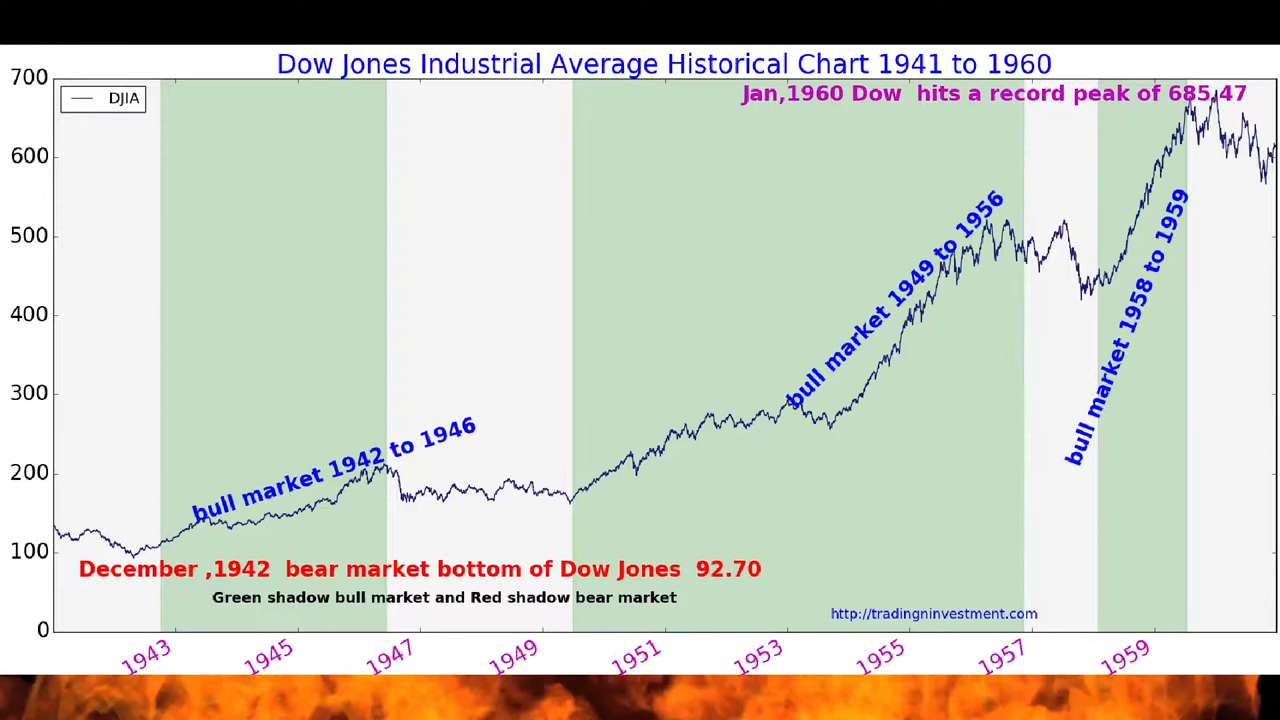 Dow Jones Industrial Average Historical Chart 1941 to 1960
700
DJIA
Jan,1960 Dow hits a record peak of 685.47
600
500
400
300
200
100
0
bull market 1942 to 1946
bull market 1949 to 1956
bull market 1958 to 1959
December ,1942 bear market bottom of Dow Jones 92.70
Green shadow bull market and Red shadow bear market
http://tradingninvestment.com
1943
1945
1947
1949
1951
1953
1955
1957
1959